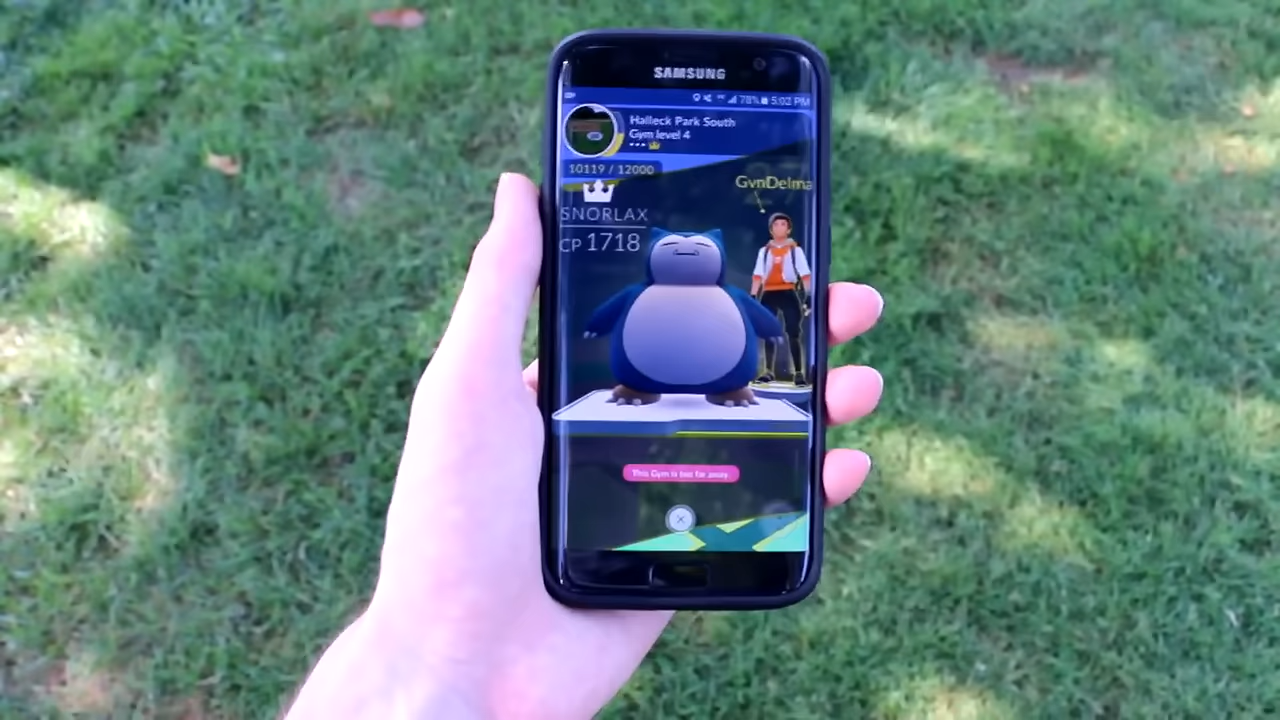 SAMSUNG
78% 5:02 PM
Halleck Park South
Gym level 4
10119 / 12000
GvnDelma
27
SNORLAX
CP 1718
This Gym is too far away.